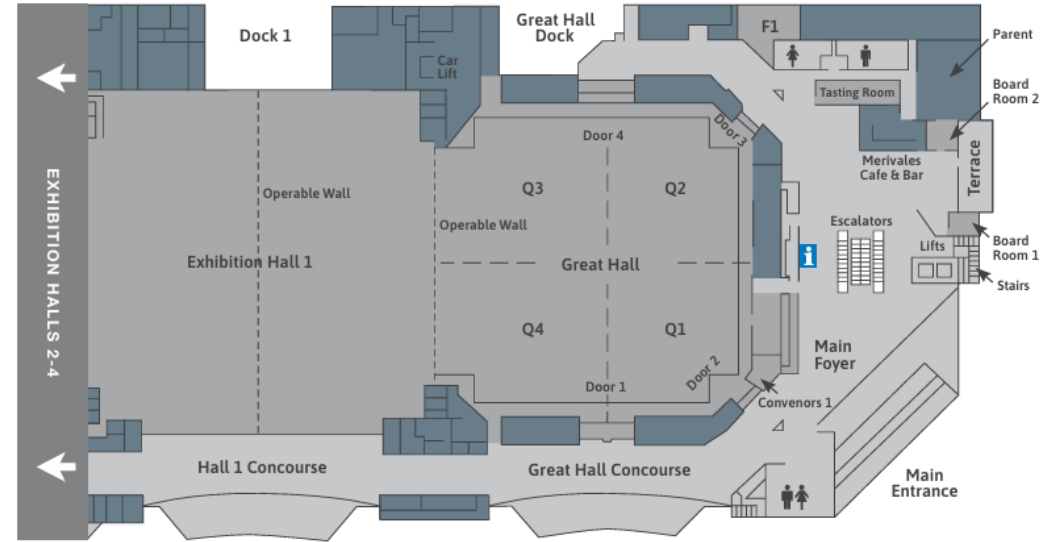 Dock 1
Great Hall
Dock
F1
Parent
Car
Lift
Board
Room 2
Tasting Room
Door 4
Door 3
Merivales
Cafe & Bar
Terrace
EXHIBITION HALLS 2-4
Operable Wall
Q3
Q2
Operable Wall
Escalators
Lifts
Board
Room 1
Exhibition Hall 1
Great Hall
i
Stairs
Q4
Q1
Main
Foyer
Door 1
Door 2
Convenors 1
Hall 1 Concourse
Great Hall Concourse
Main
Entrance